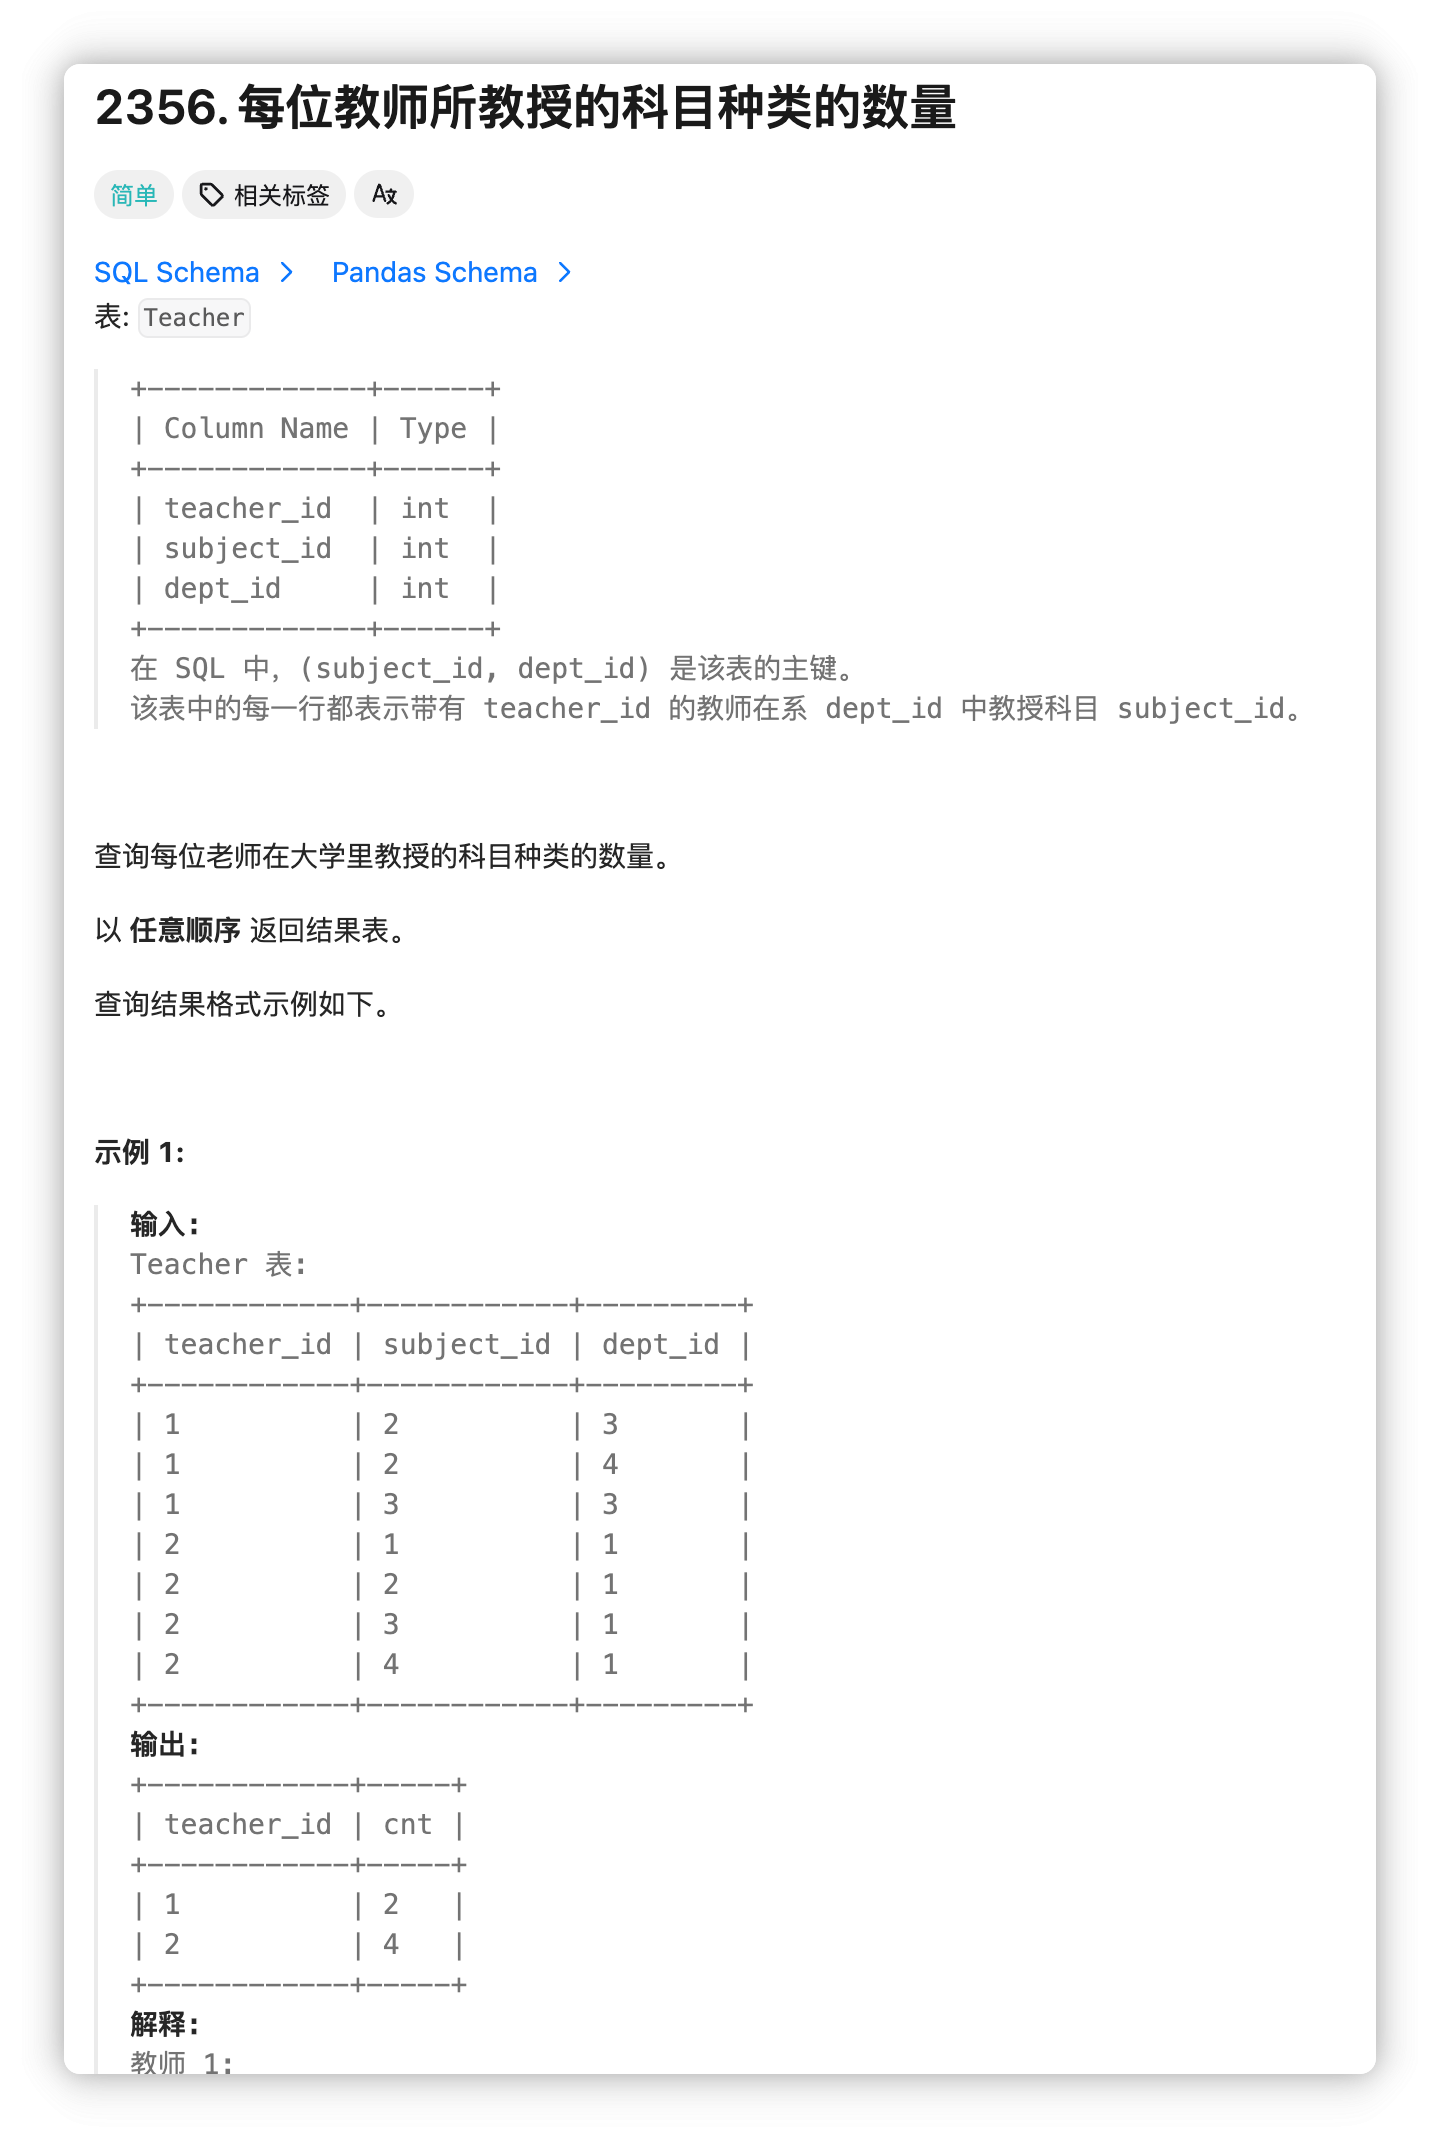 2356. 每位教师所教授的科目种类的数量
简单 相关标签
SQL Schema > Pandas Schema >
表: Teacher
+-------------+------+
| Column Name | Type |
+-------------+------+
| teacher_id  | int  |
| subject_id  | int  |
| dept_id     | int  |
+-------------+------+
在 SQL 中，(subject_id, dept_id) 是该表的主键。
该表中的每一行都表示带有 teacher_id 的教师在系 dept_id 中教授科目 subject_id。
查询每位老师在大学里教授的科目种类的数量。
以 任意顺序 返回结果表。
查询结果格式示例如下。
示例 1:
输入:
Teacher 表:
+------------+------------+---------+
| teacher_id | subject_id | dept_id |
+------------+------------+---------+
| 1          | 2          | 3       |
| 1          | 2          | 4       |
| 1          | 3          | 3       |
| 2          | 1          | 1       |
| 2          | 2          | 1       |
| 2          | 3          | 1       |
| 2          | 4          | 1       |
+------------+------------+---------+
输出:
+------------+-----+
| teacher_id | cnt |
+------------+-----+
| 1          | 2   |
| 2          | 4   |
+------------+-----+
解释:
教师 1: